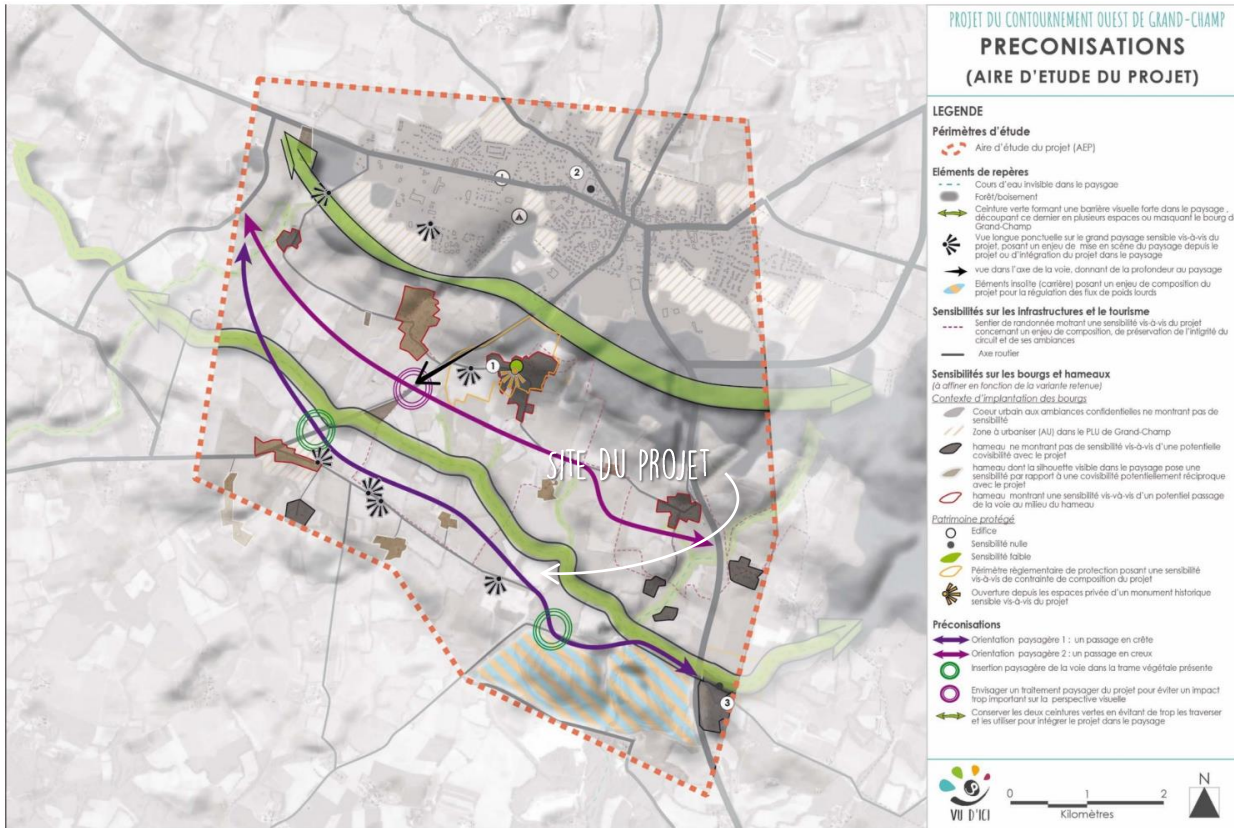 PROJET DU CONTOURNEMENT OUEST DE GRAND-CHAMP
PRECONISATIONS
(AIRE D'ETUDE DU PROJET)
LEGENDE
Périmètres d'étude
Aire d'étude du projet (AEP)
Eléments de repères
Cours d'eau invisible dans le paysgae
Forêt/boisement
Ceinture verte formant une barrière visuelle forte dans le paysage ,
découpant ce dernier en plusieurs espaces ou masquant le bourg de
Grand-Champ
Vue longue ponctuelle sur le grand paysage sensible vis-à-vis du
projet, posant un enjeu de mise en scène du paysage depuis le
projet ou d'intégration du projet dans le paysage
vue dans l'axe de la voie, donnant de la profondeur au paysage
Eléments insolite (carrière) posant un enjeu de composition du
projet pour la régulation des flux de poids lourds
Sensibilités sur les infrastructures et le tourisme
Sentier de randonnée motrant une sensibilité vis-à-vis du projet
concernant un enjeu de composition, de préservation de l'intigrité du
circuit et de ses ambiances
Axe routier
Sensibilités sur les bourgs et hameaux
(à affiner en fonction de la variante retenue)
Contexte d'implantation des bourgs
Coeur urbain aux ambiances confidentielles ne montrant pas de
sensibilité
Zone à urbaniser (AU) dans le PLU de Grand-Champ
hameau ne montrant pas de sensibilité vis-à-vis d'une potentielle
covisibilité avec le projet
hameau dont la silhouette visible dans le paysage pose une
sensibilité par rapport à une covisibilité potentiellement réciproque
avec le projet
hameau montrant une sensibilité vis-và-vis d'un potentiel passage
de la voie au milieu du hameau
Patrimoine protégé
Edifice
Sensibilité nulle
Sensibilité faible
Périmètre règlementaire de protection posant une sensibilité
vis-à-vis de contrainte de composition du projet
Ouverture depuis les espaces privée d'un monument historique
sensible vis-à-vis du projet
Préconisations
Orientation paysagère 1 : un passage en crête
Orientation paysagère 2 : un passage en creux
Insertion paysagère de la voie dans la trame végétale présente
Envisager un traitement paysager du projet pour éviter un impact
trop important sur la perspective visuelle
Conserver les deux ceintures vertes en évitant de trop les traverser
et les utiliser pour intégrer le projet dans le paysage
VU D'ICI
0 1 2
Kilomètres
N
2
1
SITE DU PROJET
3